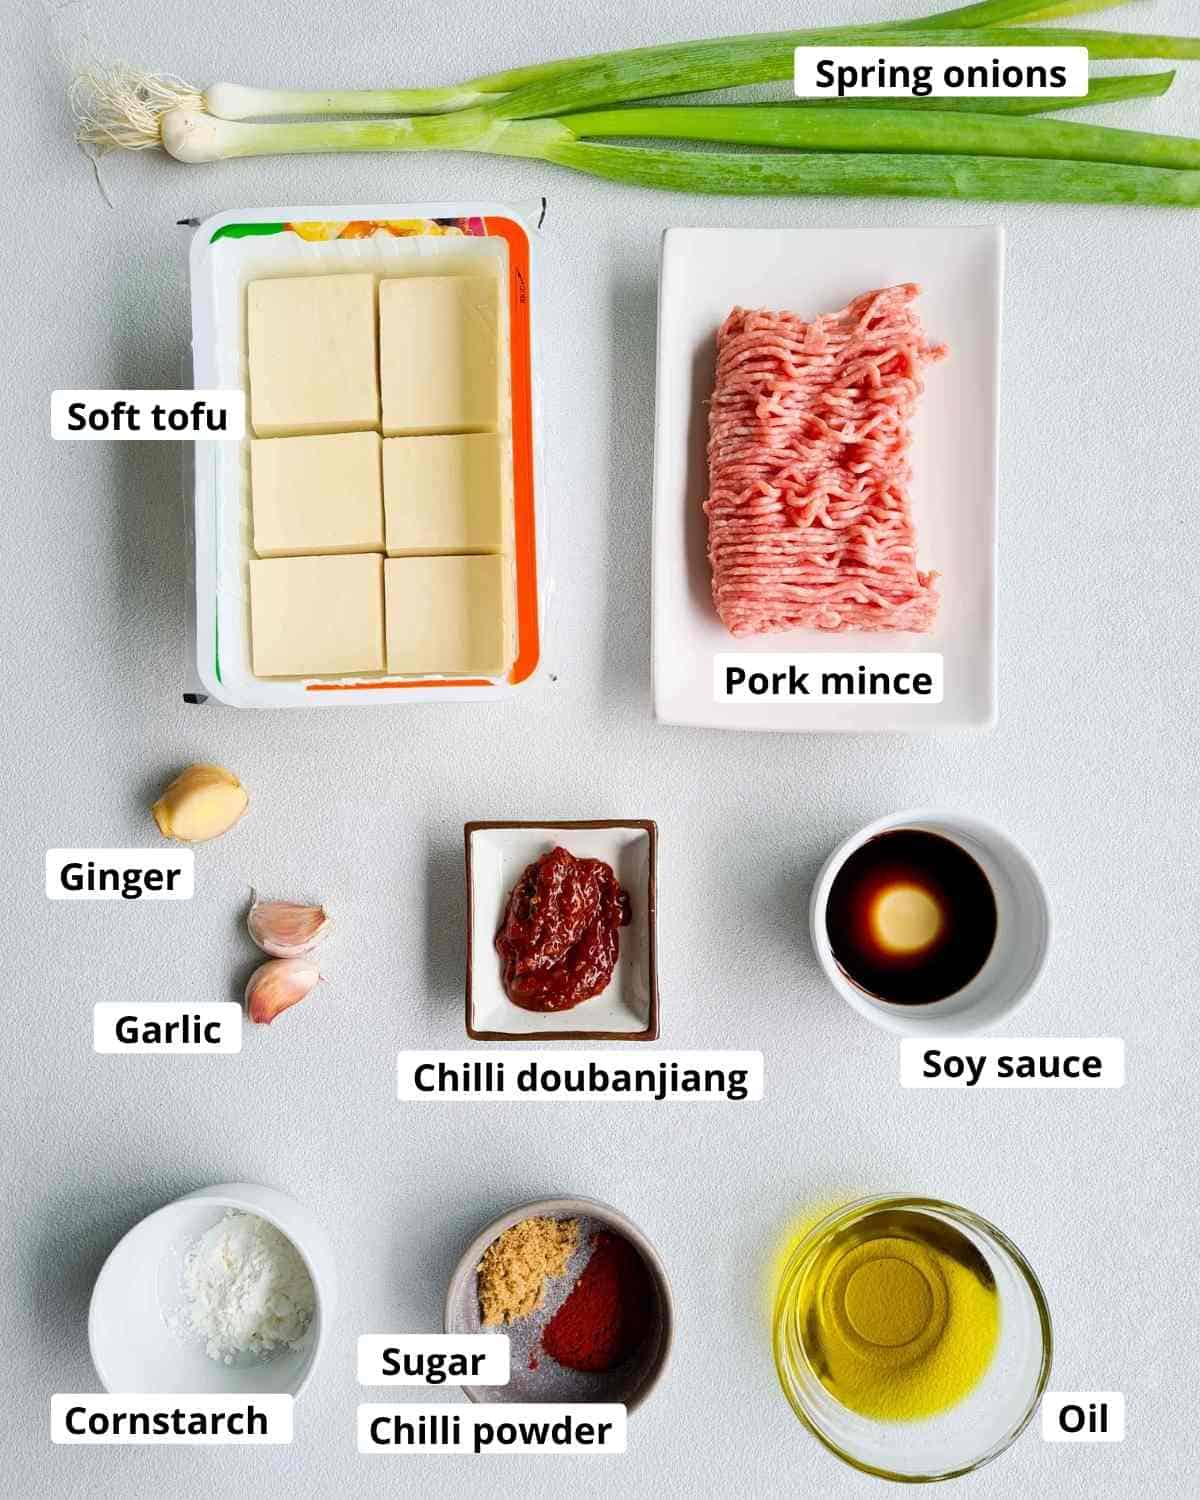 Spring onions
Soft tofu
Pork mince
Ginger
Garlic
Chilli doubanjiang
Soy sauce
Sugar
Cornstarch
Chilli powder
Oil